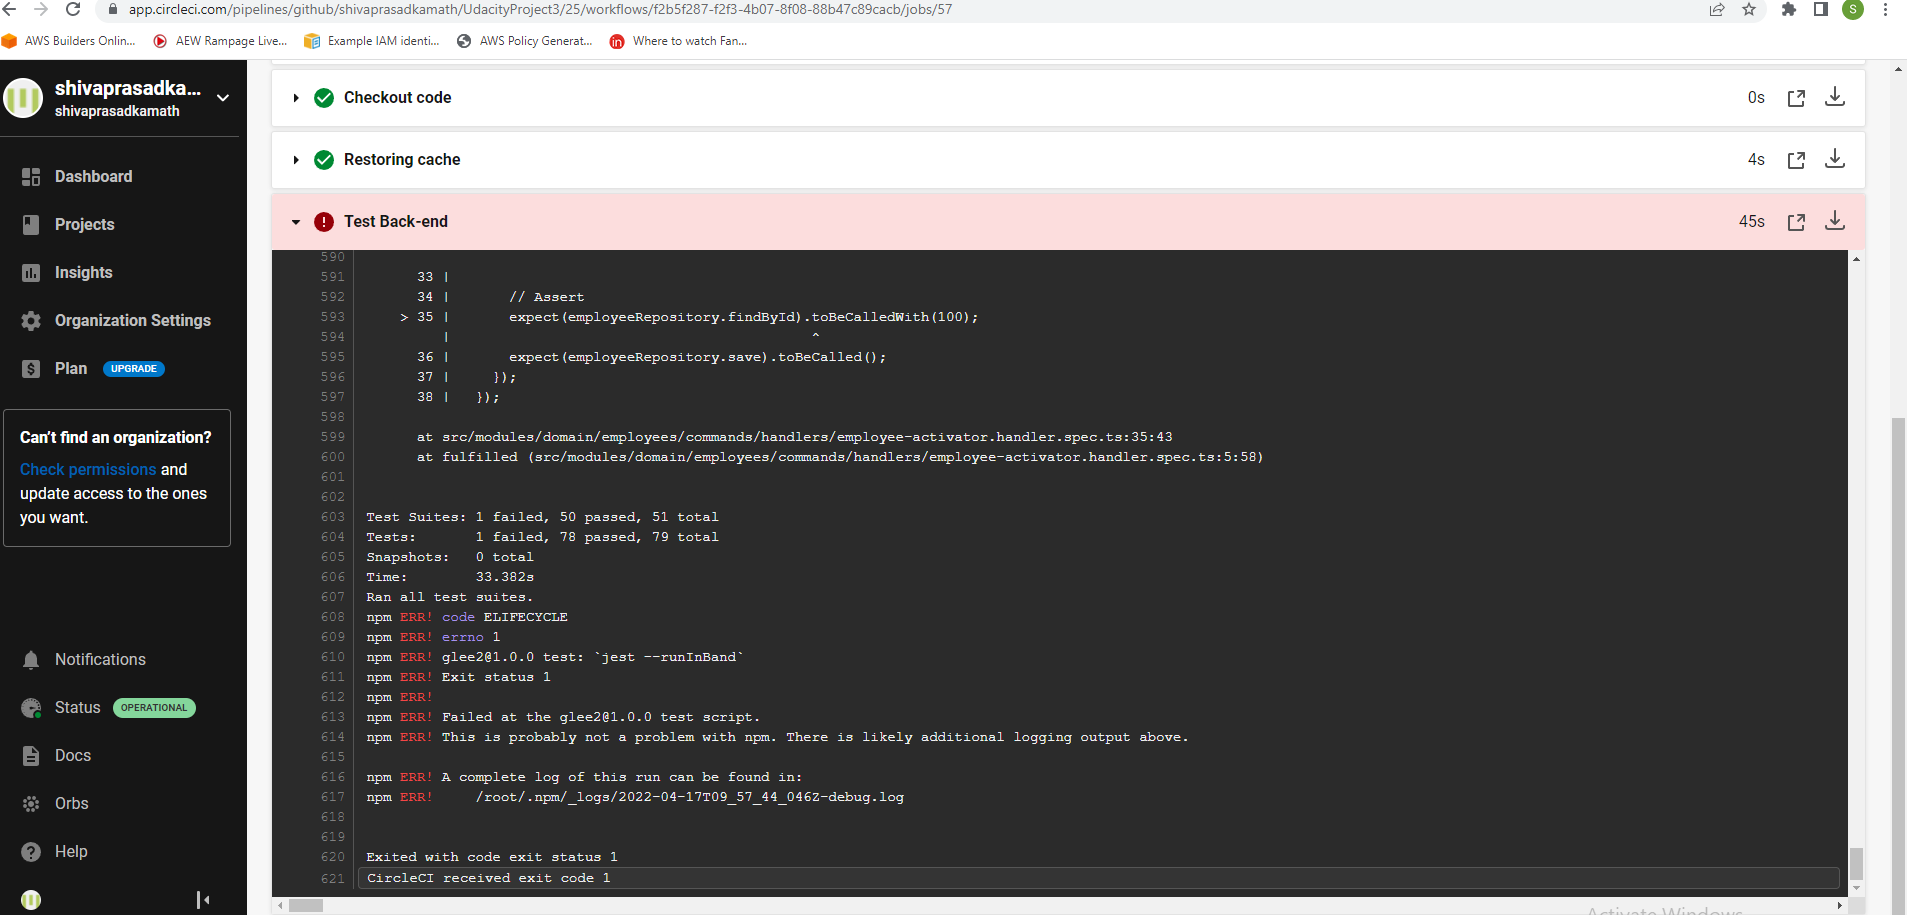 app.circleci.com/pipelines/github/shivaprasadkamath/UdacityProject3/25/workflows/f2b5f287-f2f3-4b07-8f08-88b47c89cacb/jobs/57
S
AWS Builders Onlin...
AEW Rampage Live...
Example IAM identi...
AWS Policy Generat...
in
Where to watch Fan...
shivaprasadka...
shivaprasadkamath
Dashboard
Projects
Insights
Organization Settings
Plan UPGRADE
Can't find an organization?
Check permissions and
update access to the ones
you want.
Notifications
Status OPERATIONAL
Docs
Orbs
Help
Checkout code 0s
Restoring cache 4s
Test Back-end 45s
590
591 33 |
592 34 | // Assert
593 > 35 | expect(employeeRepository.findById).toBeCalledWith(100);
594 | ^
595 36 | expect(employeeRepository.save).toBeCalled();
596 37 | });
597 38 | });
598
599 at src/modules/domain/employees/commands/handlers/employee-activator.handler.spec.ts:35:43
600 at fulfilled (src/modules/domain/employees/commands/handlers/employee-activator.handler.spec.ts:5:58)
601
602
603 Test Suites: 1 failed, 50 passed, 51 total
604 Tests: 1 failed, 78 passed, 79 total
605 Snapshots: 0 total
606 Time: 33.382s
607 Ran all test suites.
608 npm ERR! code ELIFECYCLE
609 npm ERR! errno 1
610 npm ERR! glee2@1.0.0 test: `jest --runInBand`
611 npm ERR! Exit status 1
612 npm ERR!
613 npm ERR! Failed at the glee2@1.0.0 test script.
614 npm ERR! This is probably not a problem with npm. There is likely additional logging output above.
615
616 npm ERR! A complete log of this run can be found in:
617 npm ERR! /root/.npm/_logs/2022-04-17T09_57_44_046Z-debug.log
618
619
620 Exited with code exit status 1
621 CircleCI received exit code 1
Activate Windows